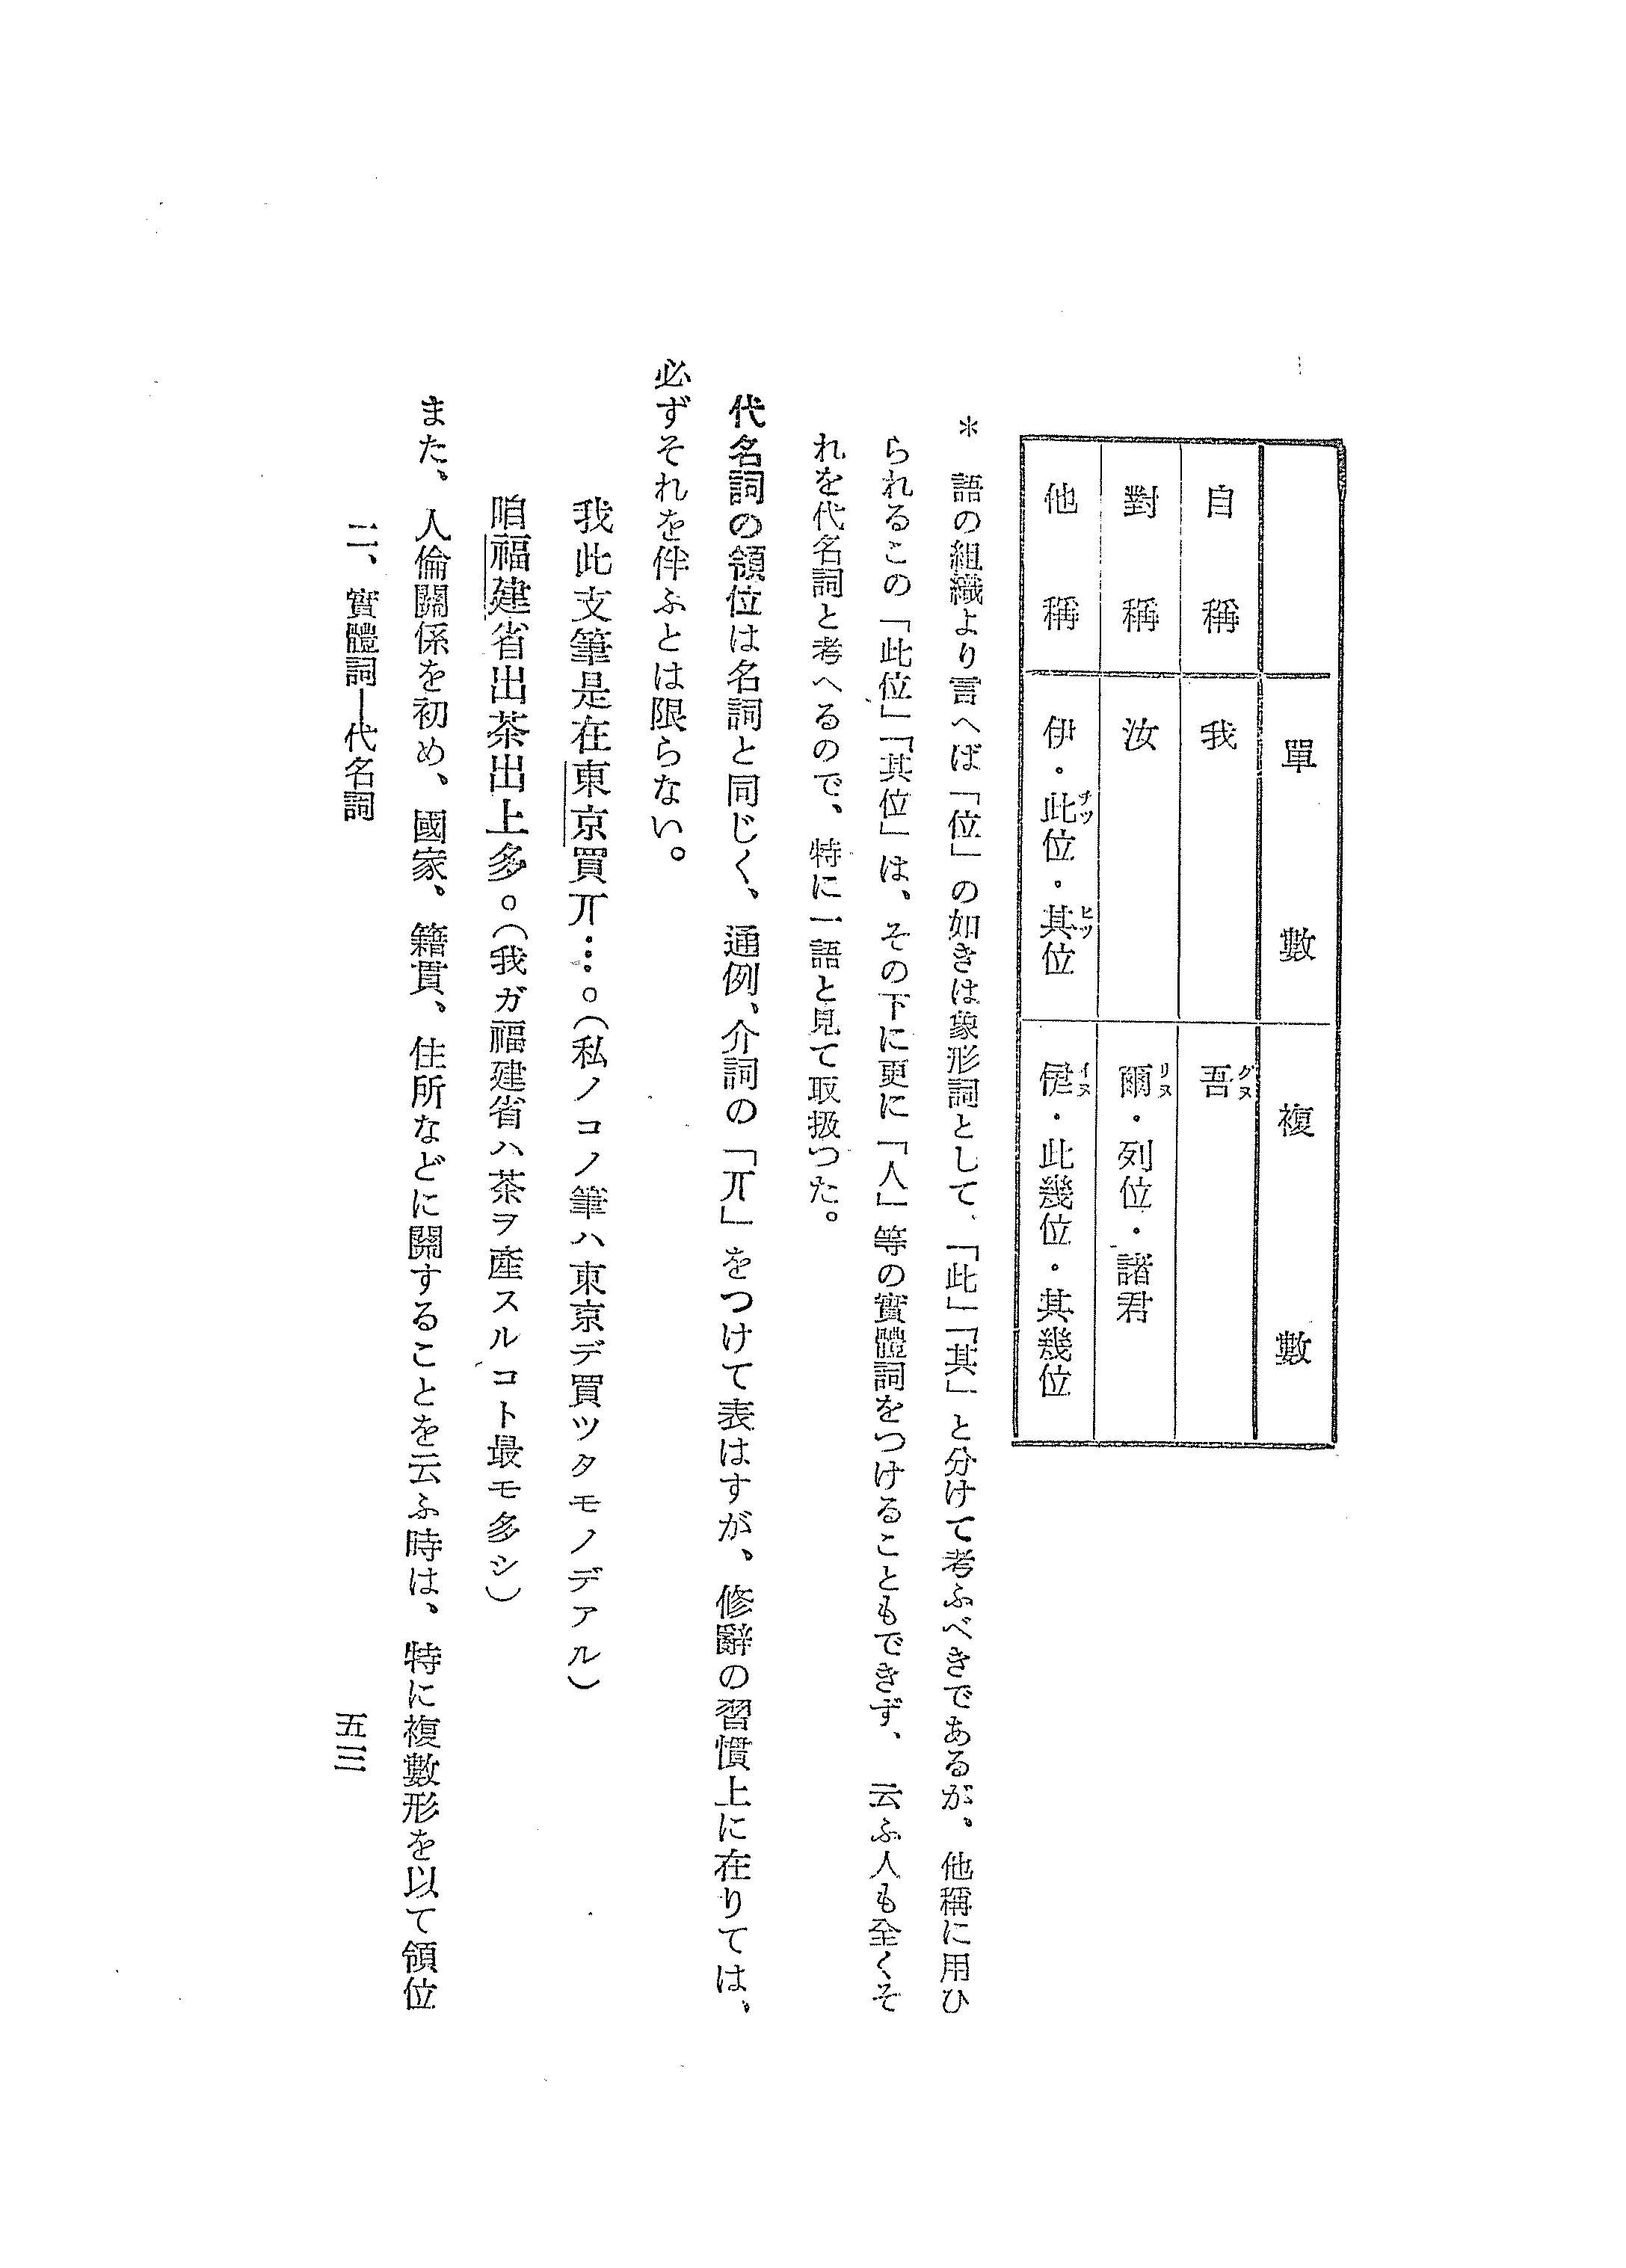 單數 複數
自稱 我 吾グヌ
對稱 汝 爾リヌ・列位・諸君
他稱 伊・此チツ位・其ヒツ位 イヌ・此幾位・其幾位
＊ 語の組織より言へば「位」の如きは象形詞として、「此」「其」と分けて考ふべきであるが、他稱に用ひ
られるこの「此位」「其位」は、その下に更に「人」等の實體詞をつけることもできず、云ふ人も全くそ
れを代名詞と考へるので、特に一語と見て取扱つた。
代名詞の領位は名詞と同じく、通例、介詞の「丌」をつけて表はすが、修辭の習慣上に在りては、
必ずそれを伴ふとは限らない。
我此支筆是在東京買丌…。（私ノコノ筆ハ東京デ買ツタモノデアル）
咱福建省出茶出上多。（我ガ福建省ハ茶ヲ產スルコト最モ多シ）
また、人倫關係を初め、國家、籍貫、住所などに關することを云ふ時は、特に複數形を以て領位
二、實體詞―代名詞
五三